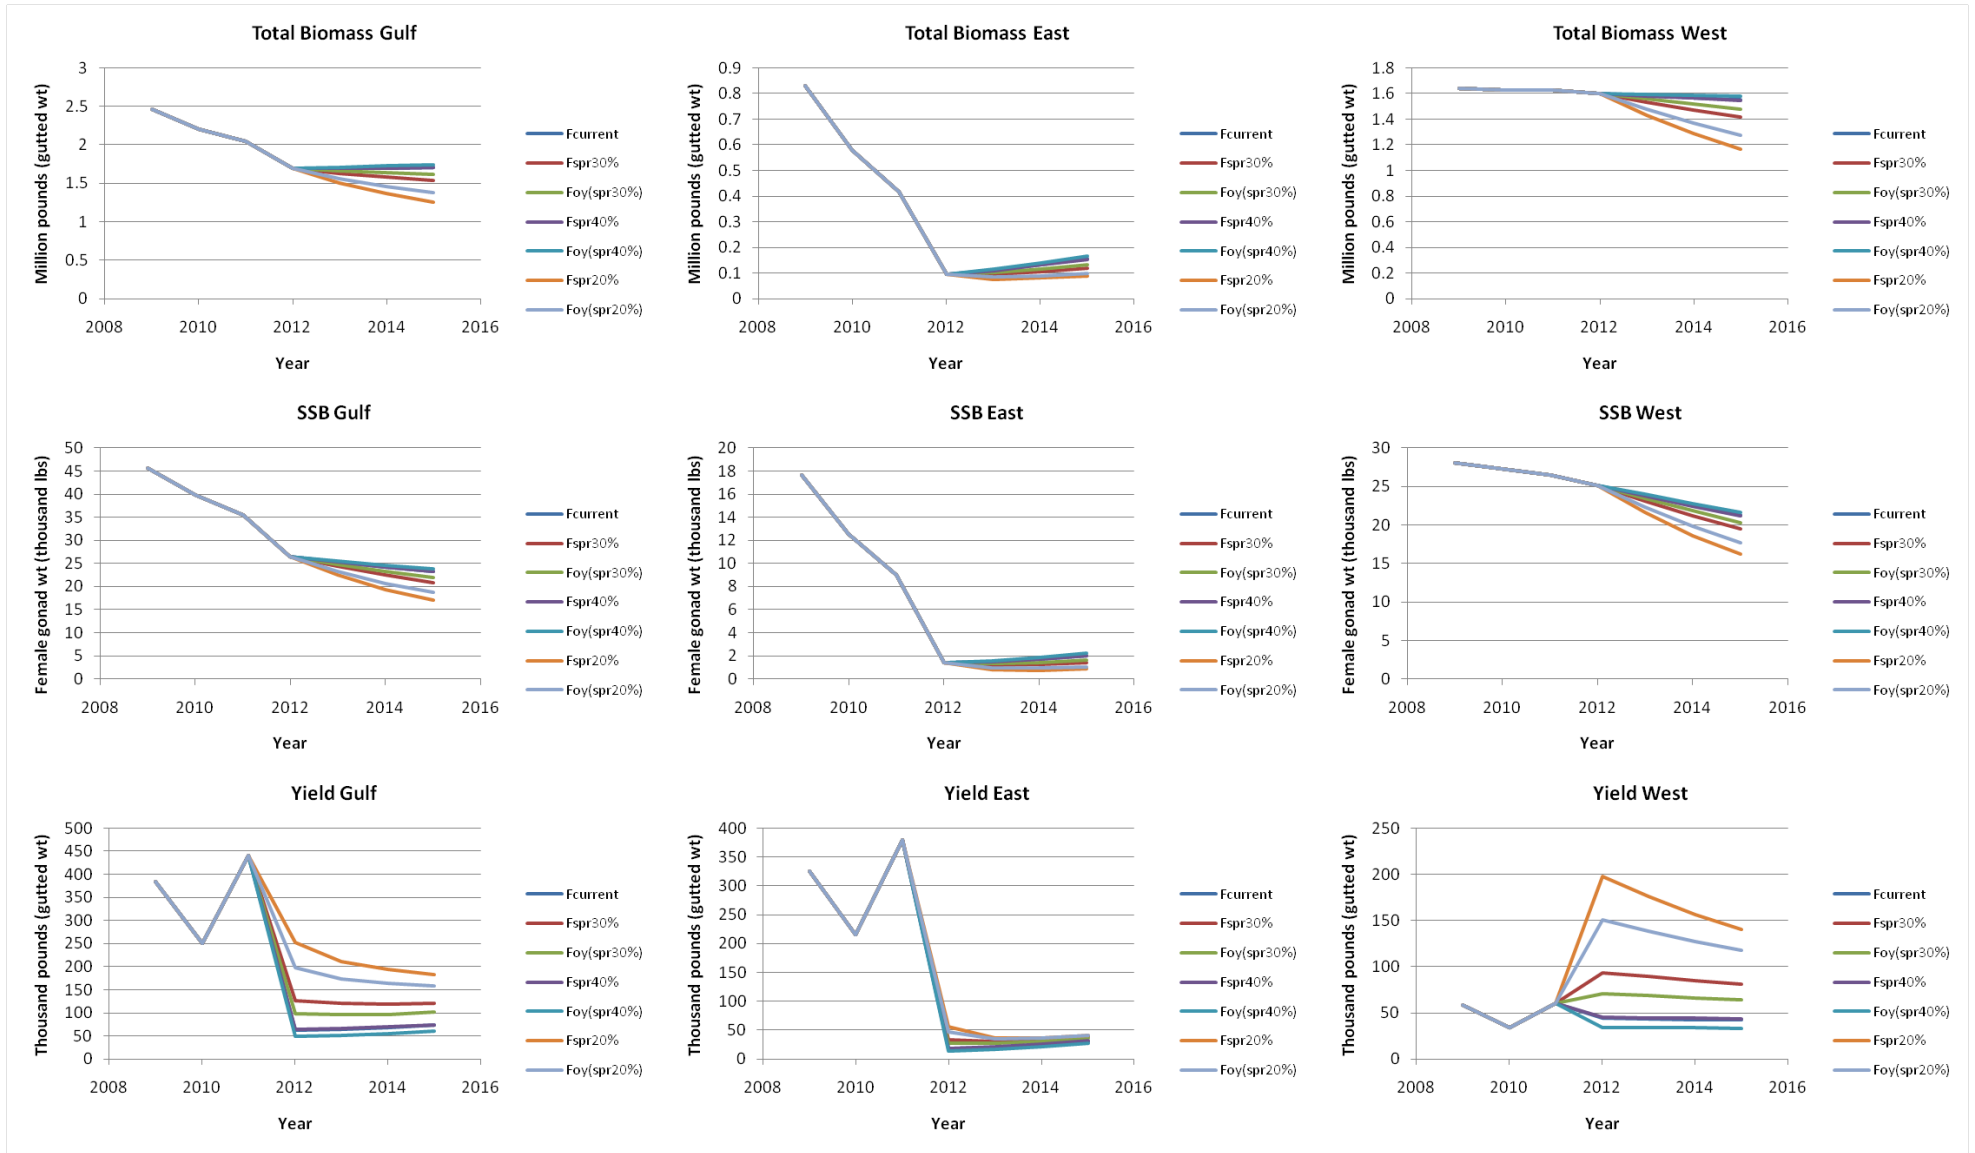 Total Biomass Gulf
Million pounds (gutted wt)
3
2.5
2
1.5
1
0.5
0
2008 2010 2012 2014 2016
Year
Fcurrent
Fspr30%
Foy(spr30%)
Fspr40%
Foy(spr40%)
Fspr20%
Foy(spr20%)
Total Biomass East
Million pounds (gutted wt)
0.9
0.8
0.7
0.6
0.5
0.4
0.3
0.2
0.1
0
2008 2010 2012 2014 2016
Year
Fcurrent
Fspr30%
Foy(spr30%)
Fspr40%
Foy(spr40%)
Fspr20%
Foy(spr20%)
Total Biomass West
Million pounds (gutted wt)
1.8
1.6
1.4
1.2
1
0.8
0.6
0.4
0.2
0
2008 2010 2012 2014 2016
Year
Fcurrent
Fspr30%
Foy(spr30%)
Fspr40%
Foy(spr40%)
Fspr20%
Foy(spr20%)
SSB Gulf
Female gonad wt (thousand lbs)
50
45
40
35
30
25
20
15
10
5
0
2008 2010 2012 2014 2016
Year
Fcurrent
Fspr30%
Foy(spr30%)
Fspr40%
Foy(spr40%)
Fspr20%
Foy(spr20%)
SSB East
Female gonad wt (thousand lbs)
20
18
16
14
12
10
8
6
4
2
0
2008 2010 2012 2014 2016
Year
Fcurrent
Fspr30%
Foy(spr30%)
Fspr40%
Foy(spr40%)
Fspr20%
Foy(spr20%)
SSB West
Female gonad wt (thousand lbs)
30
25
20
15
10
5
0
2008 2010 2012 2014 2016
Year
Fcurrent
Fspr30%
Foy(spr30%)
Fspr40%
Foy(spr40%)
Fspr20%
Foy(spr20%)
Yield Gulf
Thousand pounds (gutted wt)
500
450
400
350
300
250
200
150
100
50
0
2008 2010 2012 2014 2016
Year
Fcurrent
Fspr30%
Foy(spr30%)
Fspr40%
Foy(spr40%)
Fspr20%
Foy(spr20%)
Yield East
Thousand pounds (gutted wt)
400
350
300
250
200
150
100
50
0
2008 2010 2012 2014 2016
Year
Fcurrent
Fspr30%
Foy(spr30%)
Fspr40%
Foy(spr40%)
Fspr20%
Foy(spr20%)
Yield West
Thousand pounds (gutted wt)
250
200
150
100
50
0
2008 2010 2012 2014 2016
Year
Fcurrent
Fspr30%
Foy(spr30%)
Fspr40%
Foy(spr40%)
Fspr20%
Foy(spr20%)